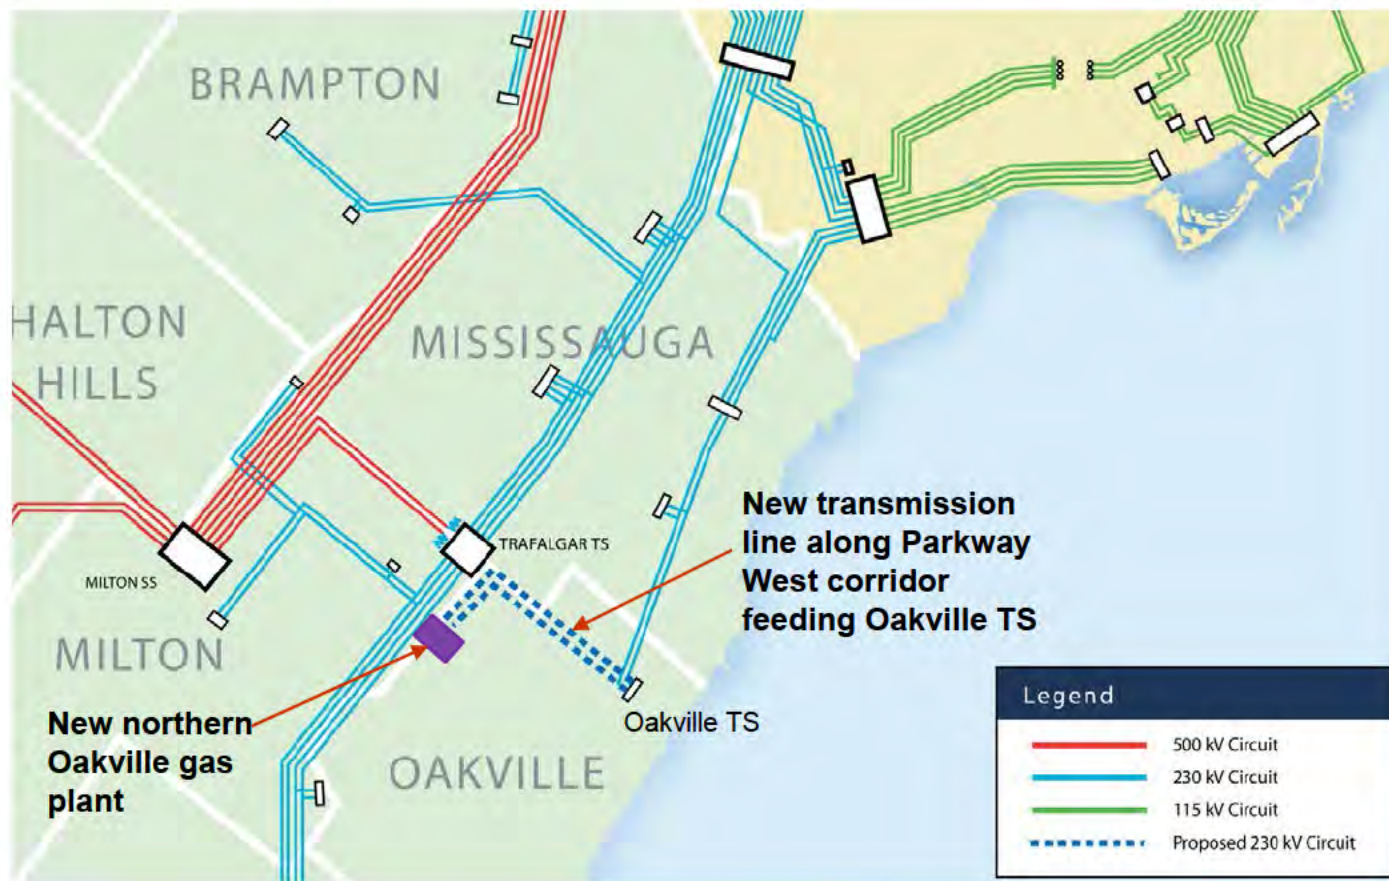 BRAMPTON
HALTON
HILLS
MISSISSAUGA
New transmission
line along Parkway
West corridor
feeding Oakville TS
TRAFALGAR TS
MILTON SS
MILTON
New northern
Oakville gas
plant
Oakville TS
OAKVILLE
Legend
500 kV Circuit
230 kV Circuit
115 kV Circuit
Proposed 230 kV Circuit